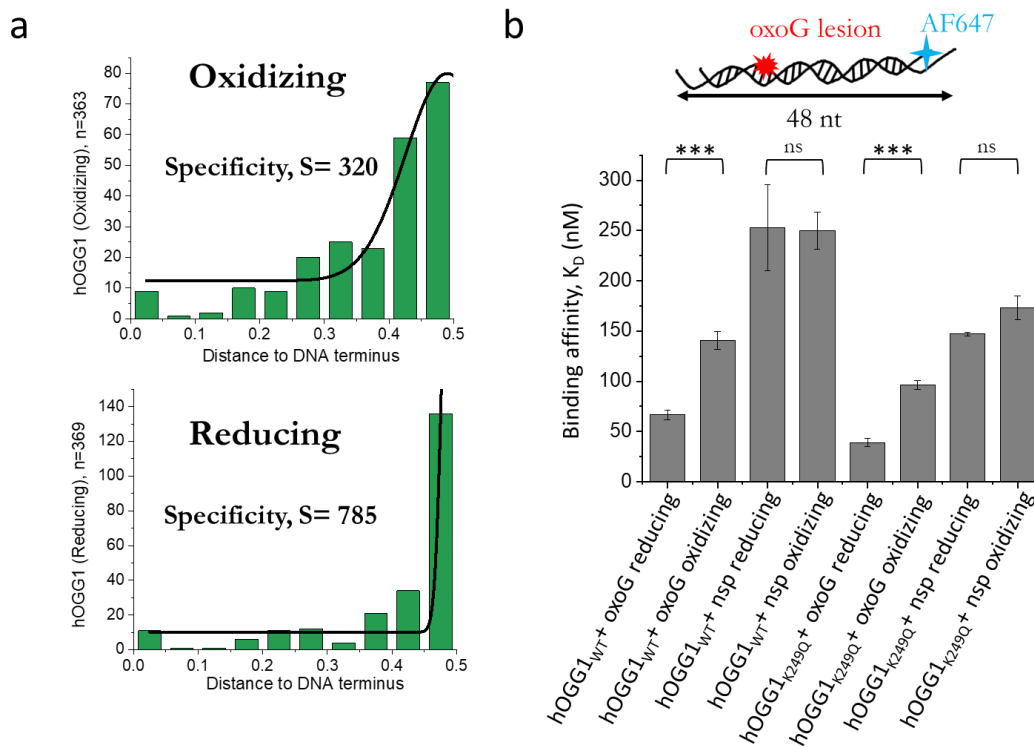 a
Oxidizing
Specificity, S= 320
hOGG1 (Oxidizing), n=363
80
70
60
50
40
30
20
10
0
0.0 0.1 0.2 0.3 0.4 0.5
Distance to DNA terminus
Reducing
Specificity, S= 785
hOGG1 (Reducing), n=369
140
120
100
80
60
40
20
0
0.0 0.1 0.2 0.3 0.4 0.5
Distance to DNA terminus
b
oxoG lesion
AF647
48 nt
*** ns *** ns
Binding affinity, K_D (nM)
300
250
200
150
100
50
0
hOGG1_WT+ oxoG reducing
hOGG1_WT+ oxoG oxidizing
hOGG1_WT+ nsp reducing
hOGG1_WT+ nsp oxidizing
hOGG1_K249Q+ oxoG reducing
hOGG1_K249Q+ oxoG oxidizing
hOGG1_K249Q+ nsp reducing
hOGG1_K249Q+ nsp oxidizing